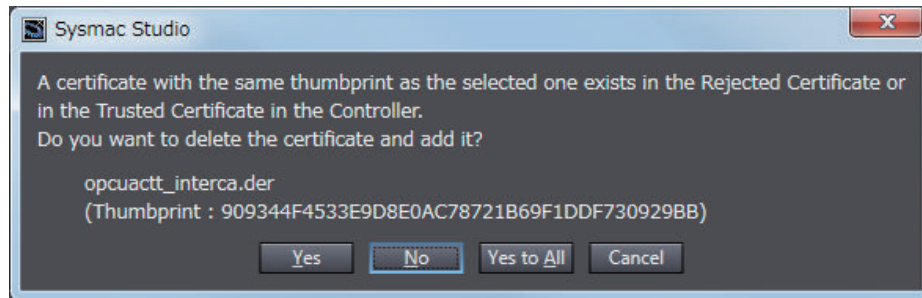 Sysmac Studio
A certificate with the same thumbprint as the selected one exists in the Rejected Certificate or
in the Trusted Certificate in the Controller.
Do you want to delete the certificate and add it?
opcuactt_interca.der
(Thumbprint : 909344F4533E9D8E0AC78721B69F1DDF730929BB)
Yes No Yes to All Cancel